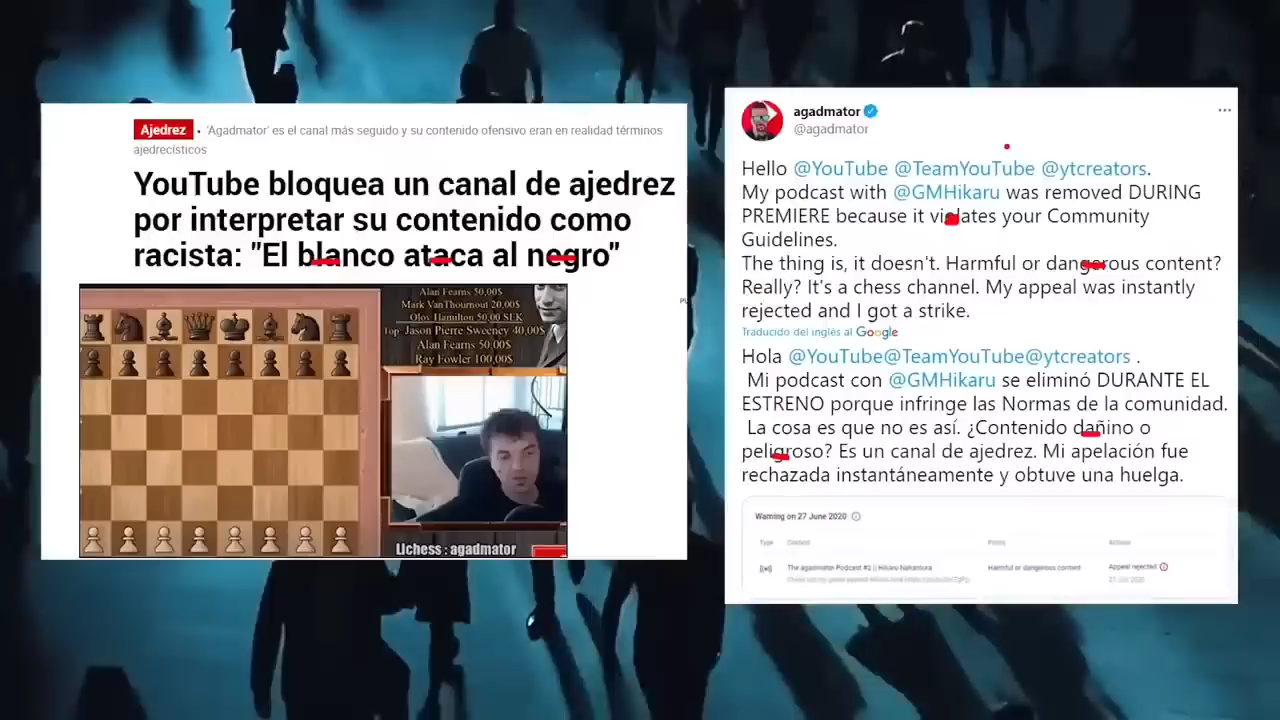 Ajedrez • 'Agadmator' es el canal más seguido y su contenido ofensivo eran en realidad términos
ajedrecísticos
YouTube bloquea un canal de ajedrez
por interpretar su contenido como
racista: "El blanco ataca al negro"
Alan Fearns 50,00$
Mark VanThournout 20,00$
Olov Hamilton 50,00 SEK
Top: Jason Pierre Sweeney 40,00$
Alan Fearns 50,00$
Ray Fowler 100,00$
Lichess : agadmator
agadmator
@agadmator
Hello @YouTube @TeamYouTube @ytcreators.
My podcast with @GMHikaru was removed DURING
PREMIERE because it violates your Community
Guidelines.
The thing is, it doesn't. Harmful or dangerous content?
Really? It's a chess channel. My appeal was instantly
rejected and I got a strike.
Traducido del inglés al Google
Hola @YouTube@TeamYouTube@ytcreators .
Mi podcast con @GMHikaru se eliminó DURANTE EL
ESTRENO porque infringe las Normas de la comunidad.
La cosa es que no es así. ¿Contenido dañino o
peligroso? Es un canal de ajedrez. Mi apelación fue
rechazada instantáneamente y obtuve una huelga.
Warning on 27 June 2020
Type Content Actions
The agadmator Podcast #2 || Hikaru Nakamura Harmful or dangerous content Appeal rejected